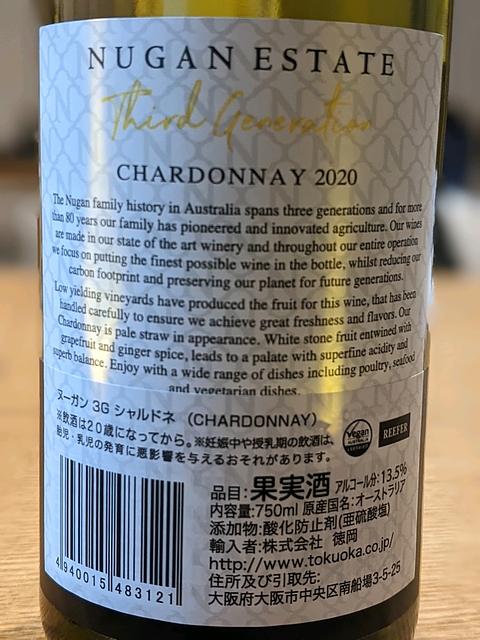 NUGAN ESTATE
Third Generation
CHARDONNAY 2020
The Nugan family history in Australia spans three generations and for more
than 80 years our family has pioneered and innovated agriculture. Our wines
are made in our state of the art winery and throughout our entire operation
we focus on putting the finest possible wine in the bottle, whilst reducing our
carbon footprint and preserving our planet for future generations.
Low yielding vineyards have produced the fruit for this wine, that has been
handled carefully to ensure we achieve great freshness and flavors. Our
Chardonnay is pale straw in appearance. White stone fruit entwined with
grapefruit and ginger spice, leads to a palate with superfine acidity and
superb balance. Enjoy with a wide range of dishes including poultry, seafood
and vegetarian dishes.
ヌーガン 3G シャルドネ (CHARDONNAY)
※飲酒は20歳になってから。※妊娠中や授乳期の飲酒は、
胎児・乳児の発育に悪影響を与えるおそれがあります。
Vegan
REEFER
品目:果実酒 アルコール分:13.5%
内容量:750ml 原産国名:オーストラリア
添加物:酸化防止剤(亜硫酸塩)
輸入者:株式会社 徳岡
http://www.tokuoka.co.jp/
住所及び引取先:
大阪府大阪市中央区南船場3-5-25
4 940015 483121